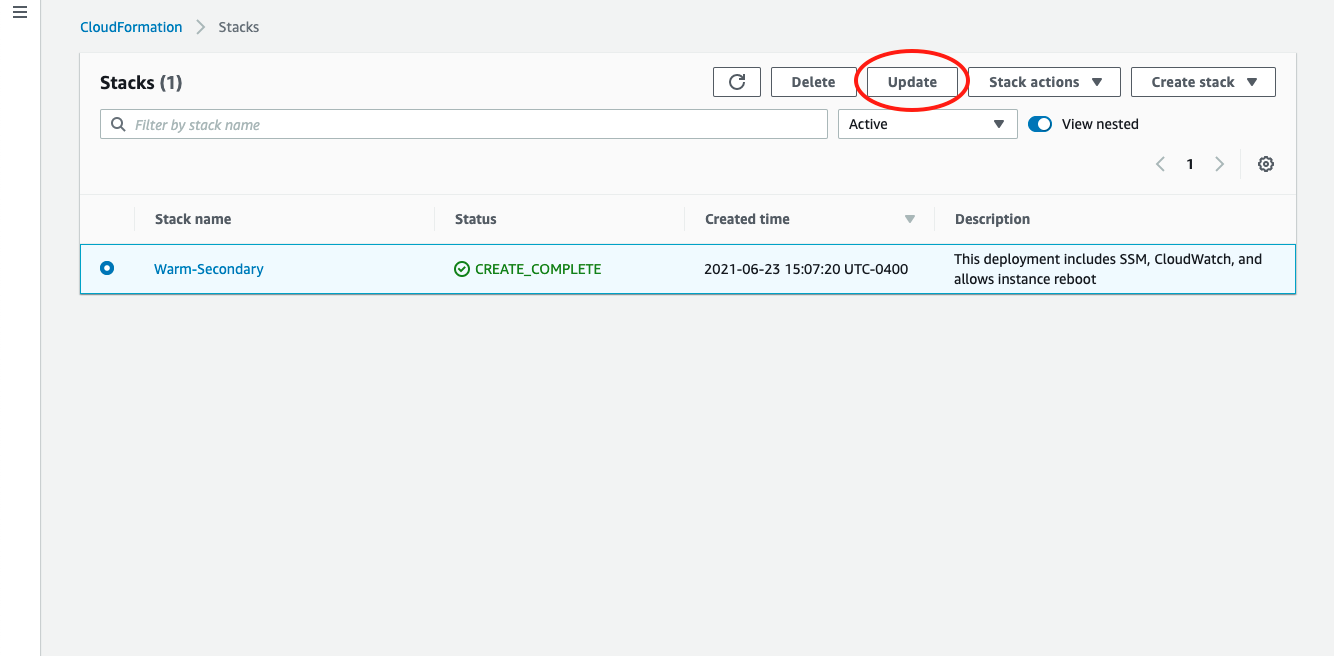 CloudFormation > Stacks
Stacks (1)
Delete
Update
Stack actions
Create stack
Filter by stack name
Active
View nested
1
Stack name Status Created time Description
Warm-Secondary CREATE_COMPLETE 2021-06-23 15:07:20 UTC-0400 This deployment includes SSM, CloudWatch, and
allows instance reboot